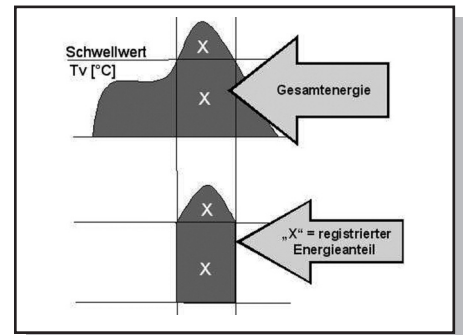 Schwellwert
Tv [°C]
X
X
Gesamtenergie
X
X
„X“ = registrierter
Energieanteil